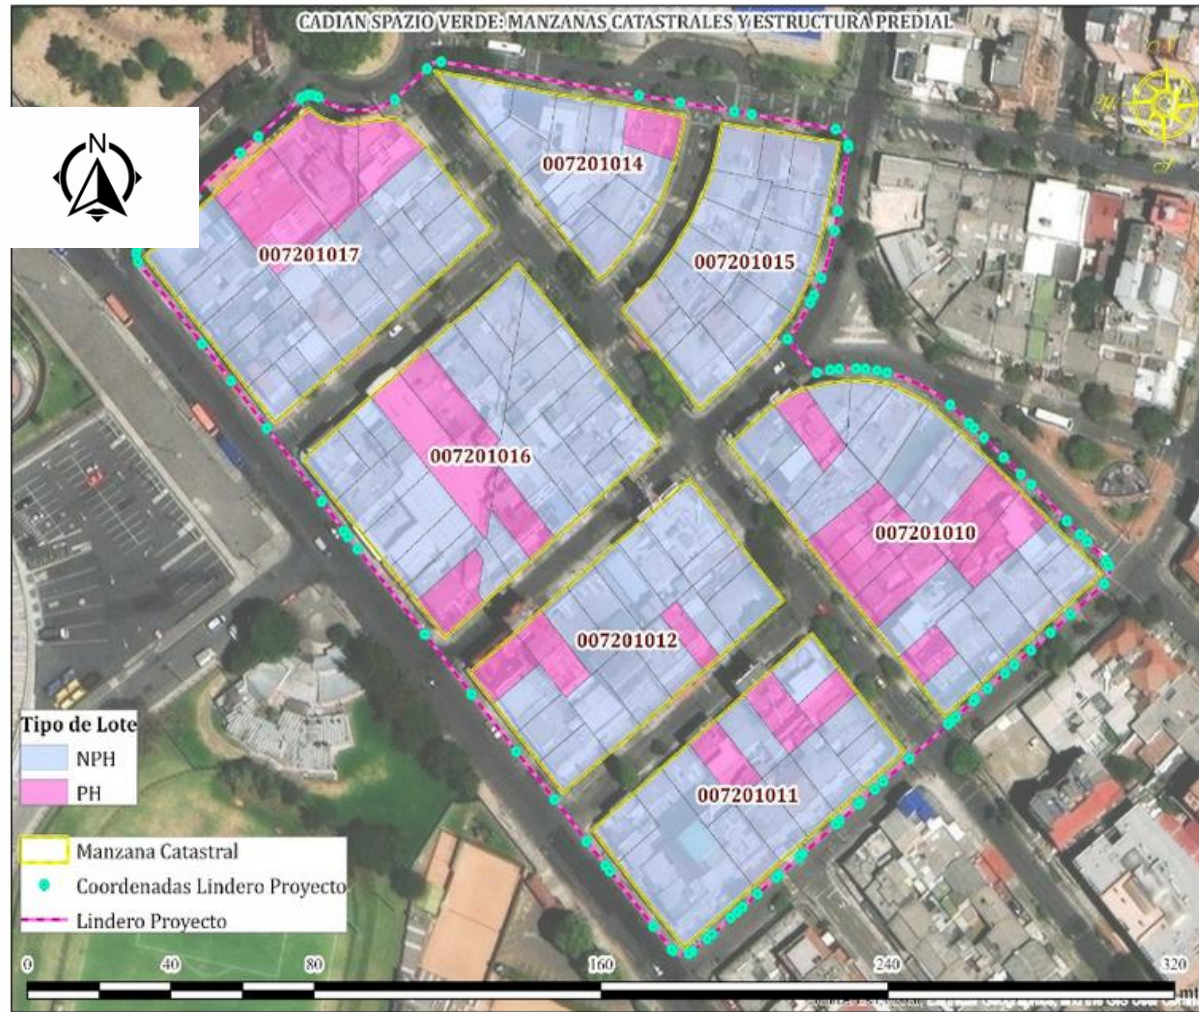 CADIAN SPAZIO VERDE: MANZANAS CATASTRALES Y ESTRUCTURA PREDIAL
N
007201014
007201017
007201015
007201016
007201010
007201012
007201011
Tipo de Lote
NPH
PH
Manzana Catastral
Coordenadas Lindero Proyecto
Lindero Proyecto
0 40 80 160 240 320
mt